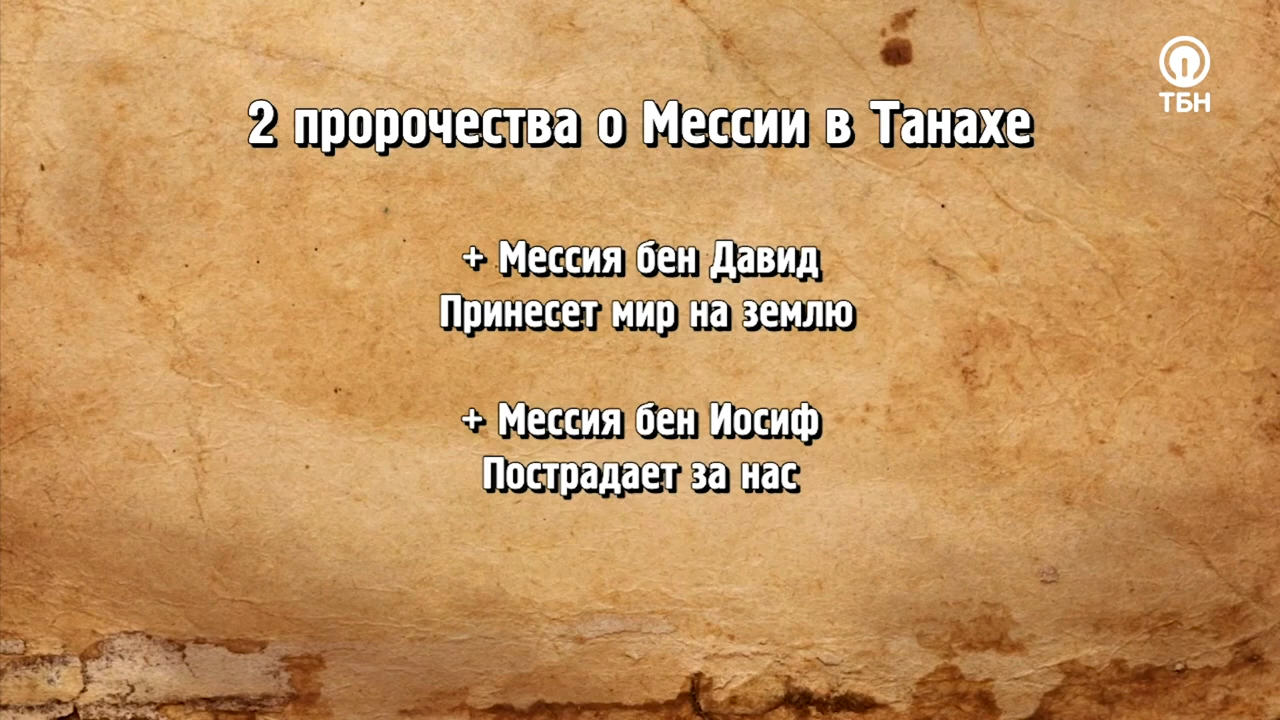 ТБН
2 пророчества о Мессии в Танахе
+ Мессия бен Давид
Принесет мир на землю
+ Мессия бен Иосиф
Пострадает за нас